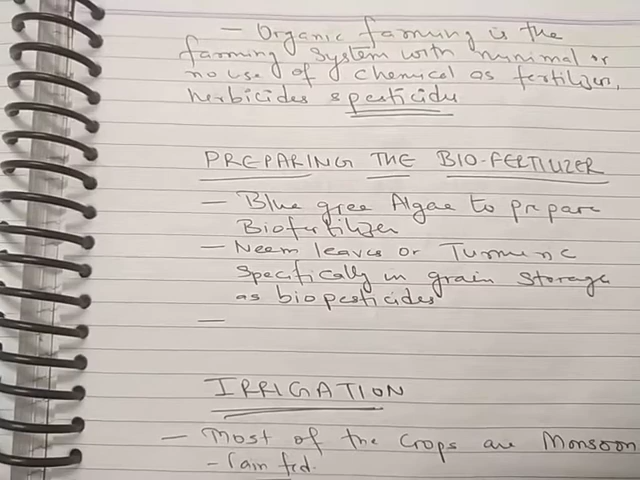 - Organic farming is the
farming system with minimal or
no use of chemical as fertilizer,
herbicides & pesticide
PREPARING THE BIO-FERTILIZER
- Blue gree Algae to prepare
Biofertilizer
- Neem leaves or Turmeric
Specifically in grain storage
as biopesticides
-
IRRIGATION
- Most of the crops are Monsoon
- rain fed.